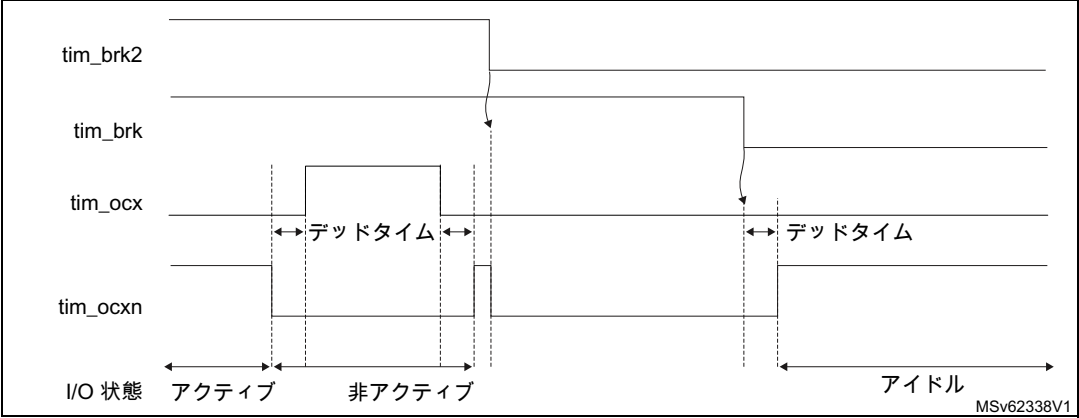 tim_brk2
tim_brk
tim_ocx
デッドタイム
デッドタイム
tim_ocxn
I/O 状態
アクティブ
非アクティブ
アイドル
MSv62338V1